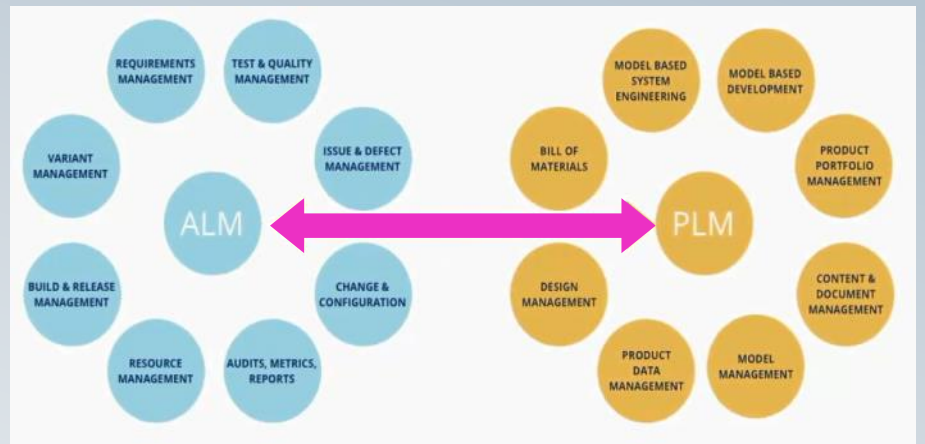 REQUIREMENTS
MANAGEMENT
TEST & QUALITY
MANAGEMENT
VARIANT
MANAGEMENT
ISSUE & DEFECT
MANAGEMENT
ALM
BUILD & RELEASE
MANAGEMENT
CHANGE &
CONFIGURATION
RESOURCE
MANAGEMENT
AUDITS, METRICS,
REPORTS
MODEL BASED
SYSTEM
ENGINEERING
MODEL BASED
DEVELOPMENT
BILL OF
MATERIALS
PRODUCT
PORTFOLIO
MANAGEMENT
PLM
DESIGN
MANAGEMENT
CONTENT &
DOCUMENT
MANAGEMENT
PRODUCT
DATA
MANAGEMENT
MODEL
MANAGEMENT